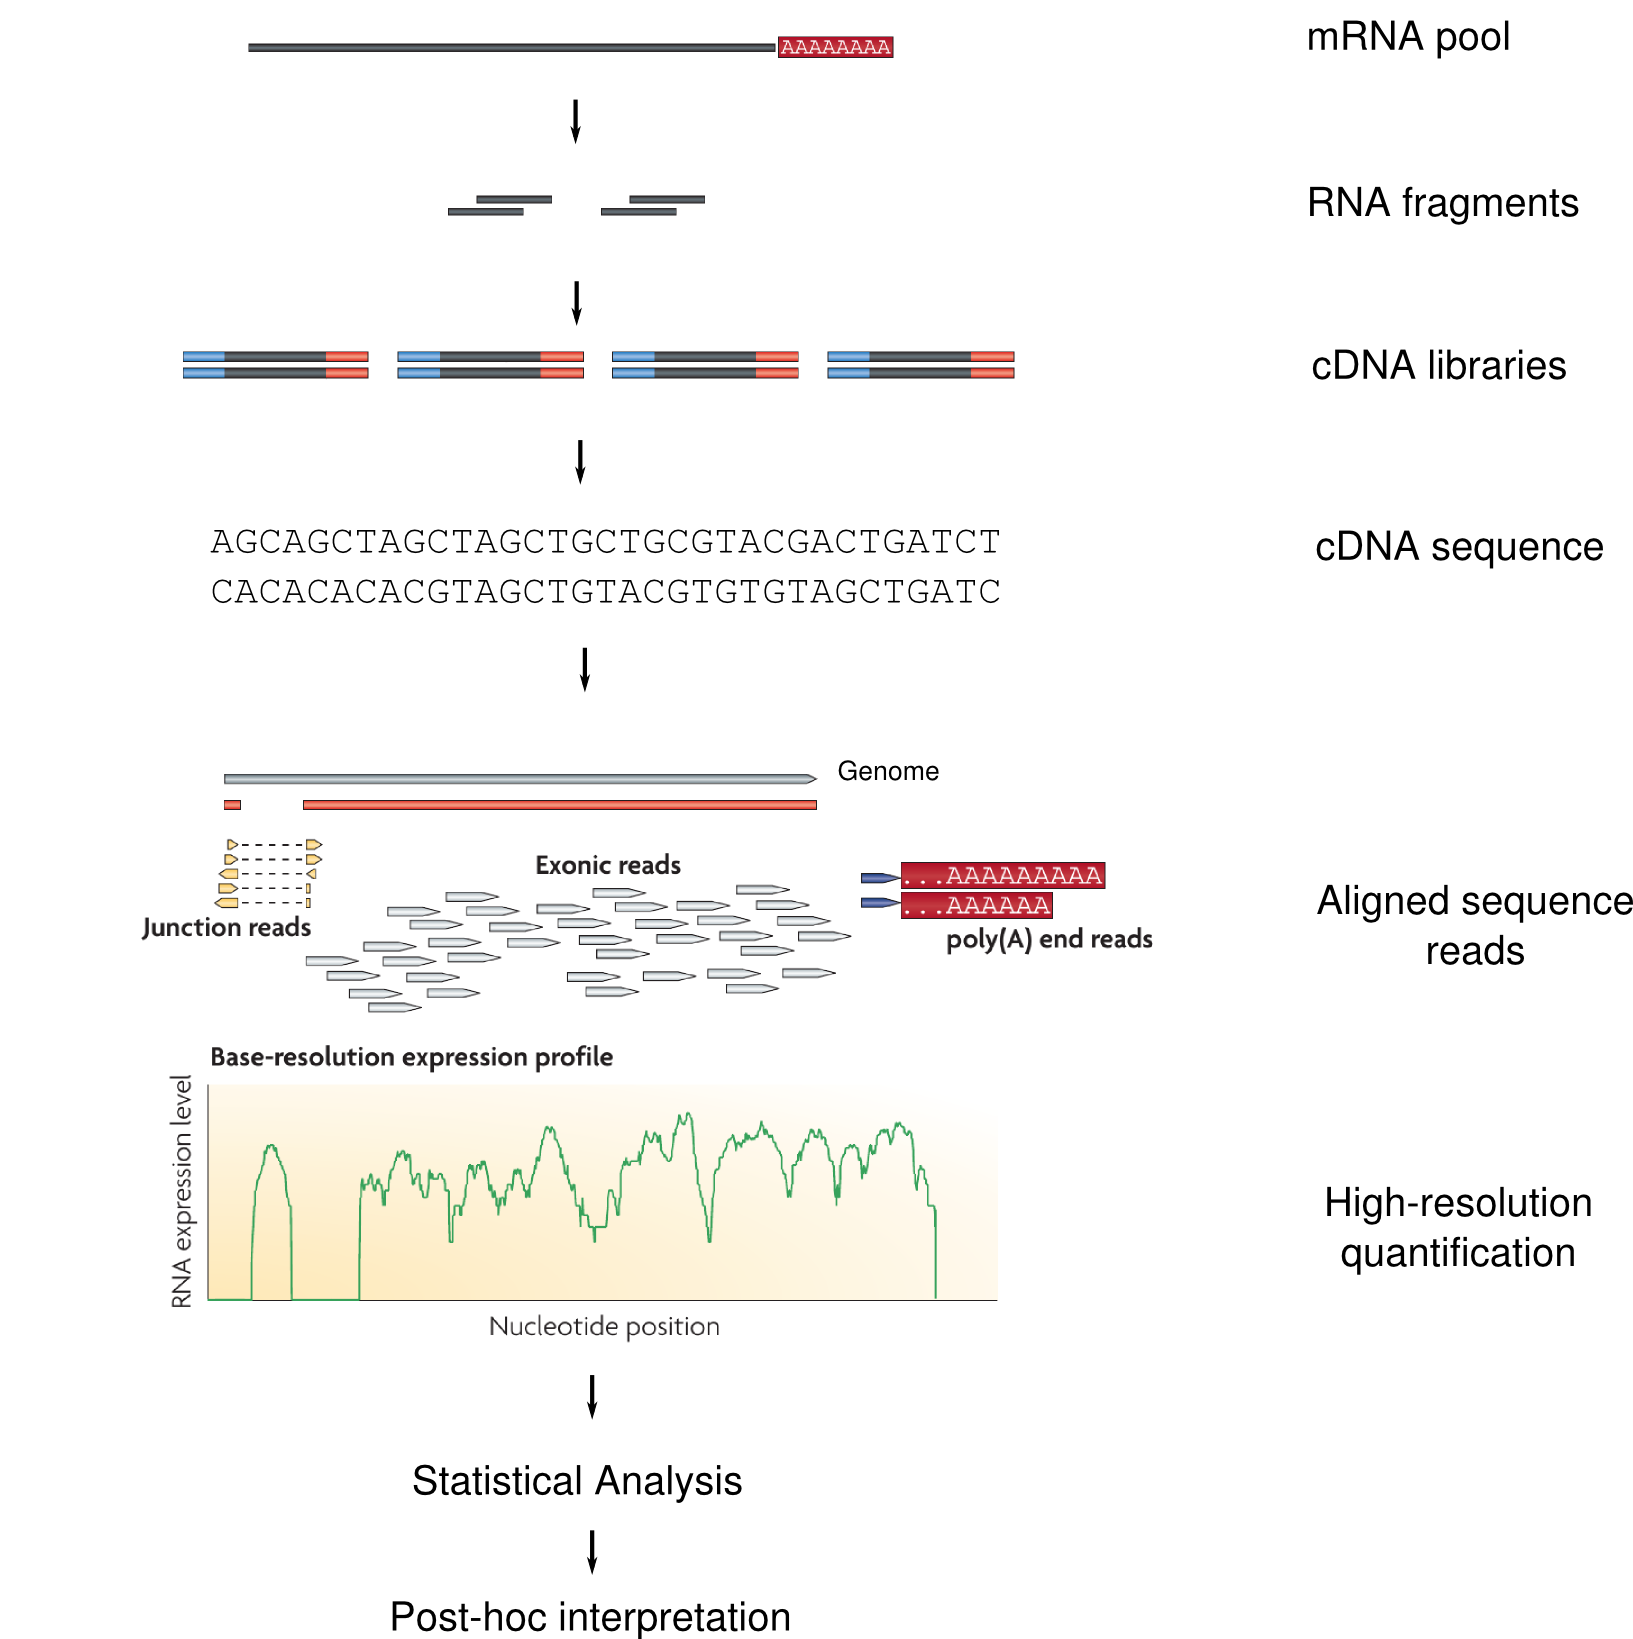 AAAAAAAA
mRNA pool
RNA fragments
cDNA libraries
AGCAGCTAGCTAGCTGCTGCGTACGACTGATCT
cDNA sequence
CACACACACGTAGCTGTACGTGTGTAGCTGATC
Genome
Exonic reads
...AAAAAAAAA
...AAAAAA
Junction reads
poly(A) end reads
Aligned sequence
reads
Base-resolution expression profile
RNA expression level
High-resolution
quantification
Nucleotide position
Statistical Analysis
Post-hoc interpretation